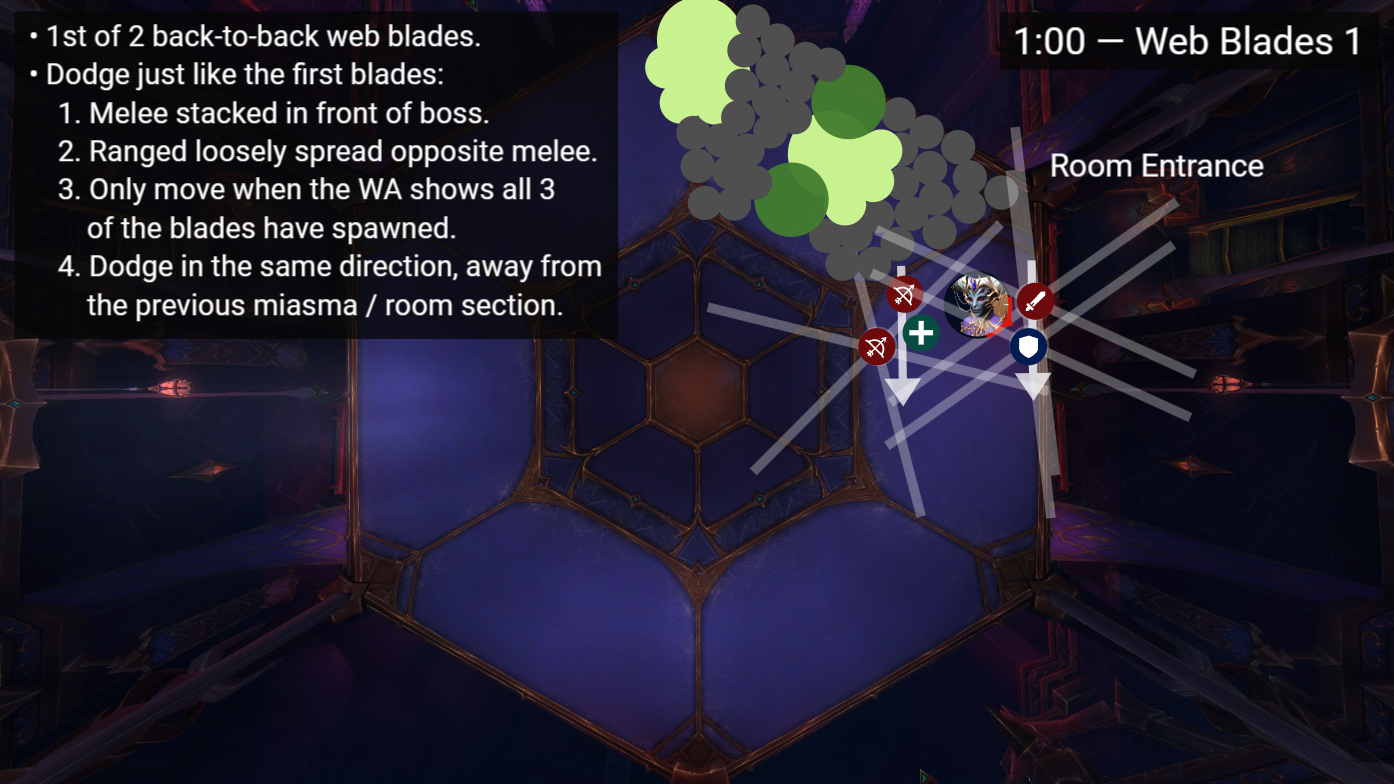 • 1st of 2 back-to-back web blades.
• Dodge just like the first blades:
1. Melee stacked in front of boss.
2. Ranged loosely spread opposite melee.
3. Only move when the WA shows all 3
of the blades have spawned.
4. Dodge in the same direction, away from
the previous miasma / room section.
1:00 — Web Blades 1
Room Entrance